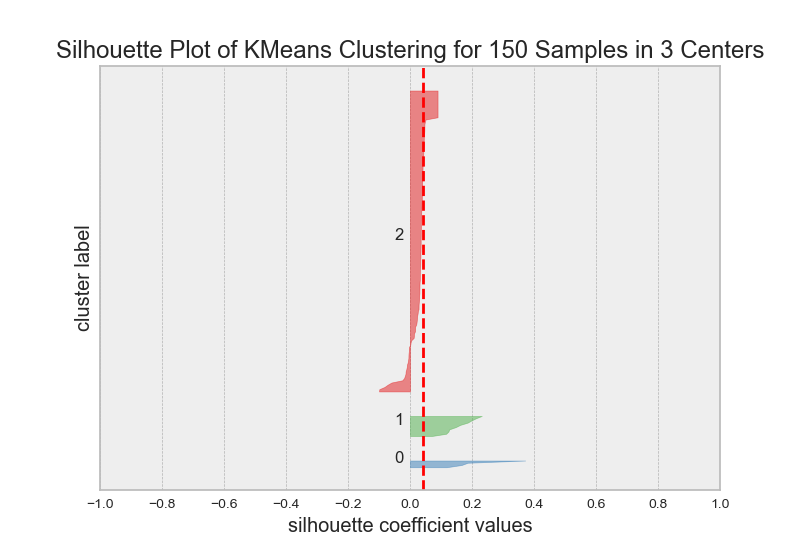 Silhouette Plot of KMeans Clustering for 150 Samples in 3 Centers
cluster label
2
1
0
−1.0 −0.8 −0.6 −0.4 −0.2 0.0 0.2 0.4 0.6 0.8 1.0
silhouette coefficient values